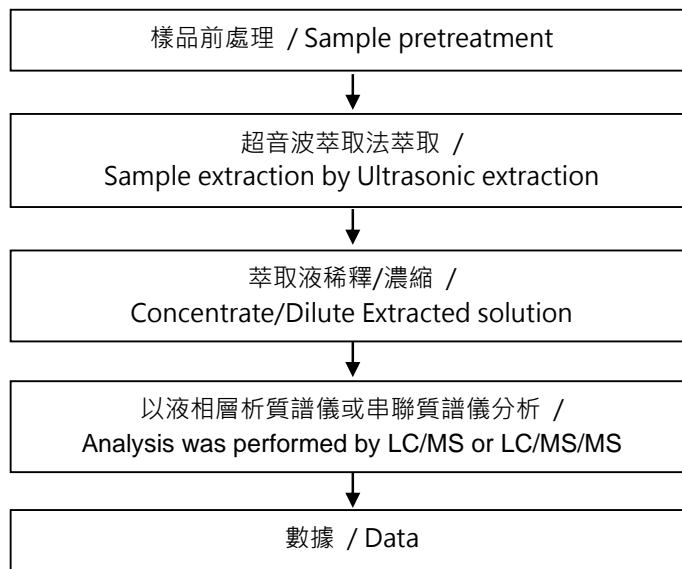 樣品前處理 / Sample pretreatment
超音波萃取法萃取 /
Sample extraction by Ultrasonic extraction
萃取液稀釋/濃縮 /
Concentrate/Dilute Extracted solution
以液相層析質譜儀或串聯質譜儀分析 /
Analysis was performed by LC/MS or LC/MS/MS
數據 / Data